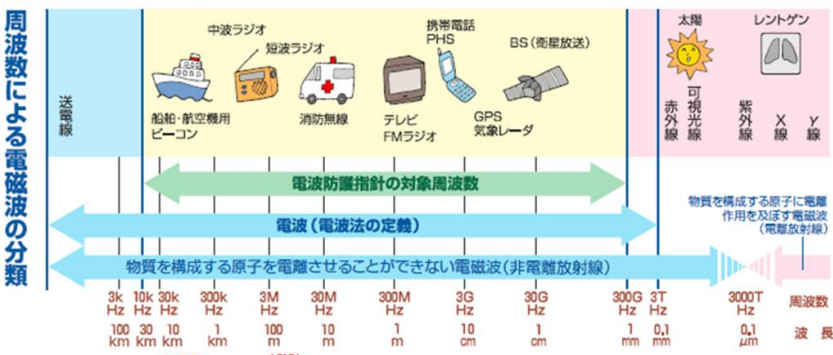 周波数による電磁波の分類
送電線
中波ラジオ
短波ラジオ
船舶・航空機用
ビーコン
消防無線
テレビ
FMラジオ
携帯電話
PHS
GPS
気象レーダ
BS(衛星放送)
太陽
レントゲン
赤外線
可視光線
紫外線
X線
γ線
電波防護指針の対象周波数
電波(電波法の定義)
物質を構成する原子を電離させることができない電磁波(非電離放射線)
物質を構成する原子に電離
作用を及ぼす電磁波
(電離放射線)
3k 10k 30k 300k 3M 30M 300M 3G 30G 300G 3T 3000T 周波数
Hz Hz Hz Hz Hz Hz Hz Hz Hz Hz Hz Hz
100 30 10 1 100 10 1 10 1 1 0.1 0.1 波長
km km km km m m m cm cm mm mm μm